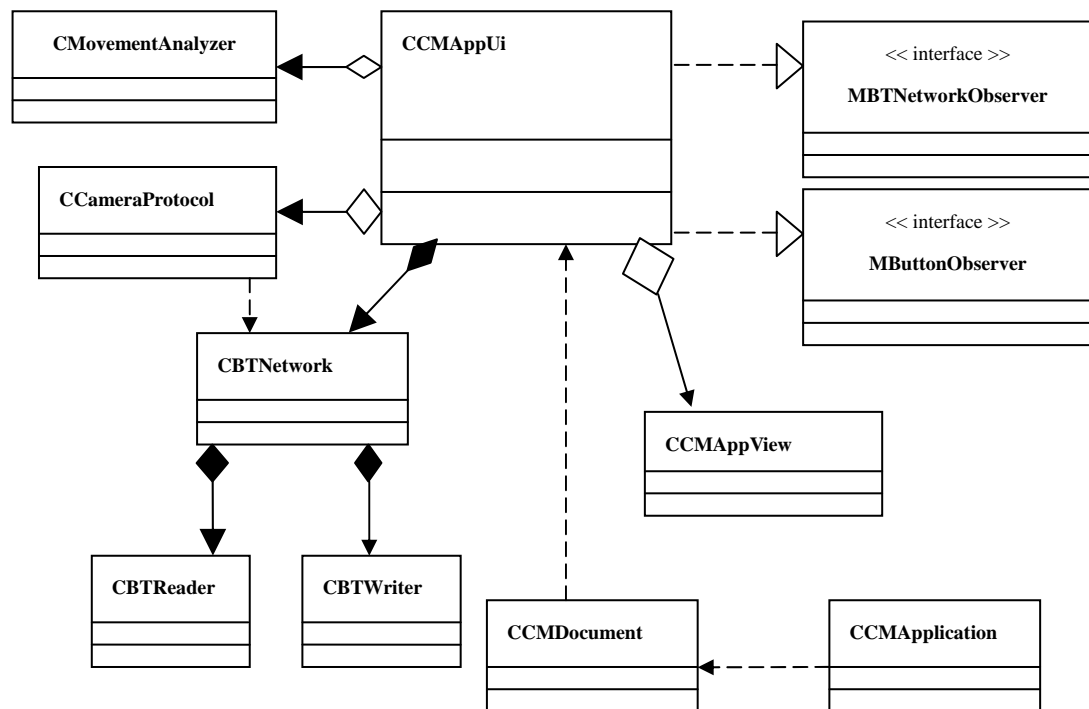 CMovementAnalyzer
CCMAppUi
<< interface >>
MBTNetworkObserver
CCameraProtocol
<< interface >>
MButtonObserver
CBTNetwork
CCMAppView
CBTReader
CBTWriter
CCMDocument
CCMApplication